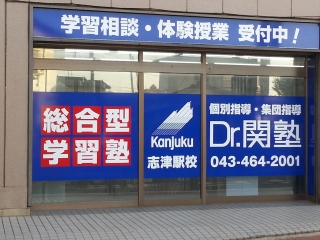 学習相談・体験授業 受付中！
総合型
学習塾
Kanjuku
志津駅校
個別指導・集団指導
Dr.関塾
043-464-2001